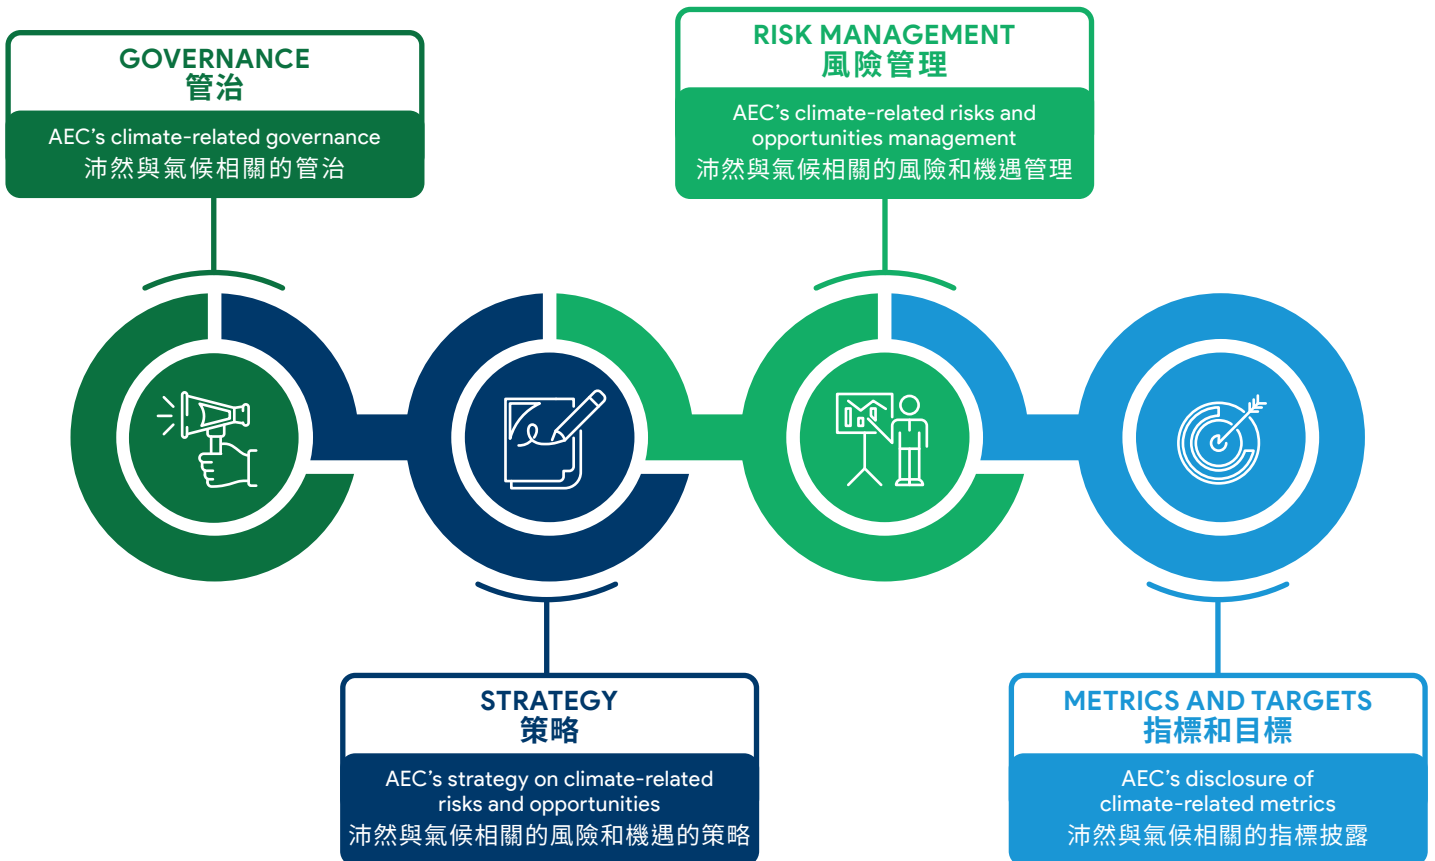 GOVERNANCE
管治
AEC’s climate-related governance
沛然與氣候相關的管治
RISK MANAGEMENT
風險管理
AEC’s climate-related risks and
opportunities management
沛然與氣候相關的風險和機遇管理
STRATEGY
策略
AEC’s strategy on climate-related
risks and opportunities
沛然與氣候相關的風險和機遇的策略
METRICS AND TARGETS
指標和目標
AEC’s disclosure of
climate-related metrics
沛然與氣候相關的指標披露